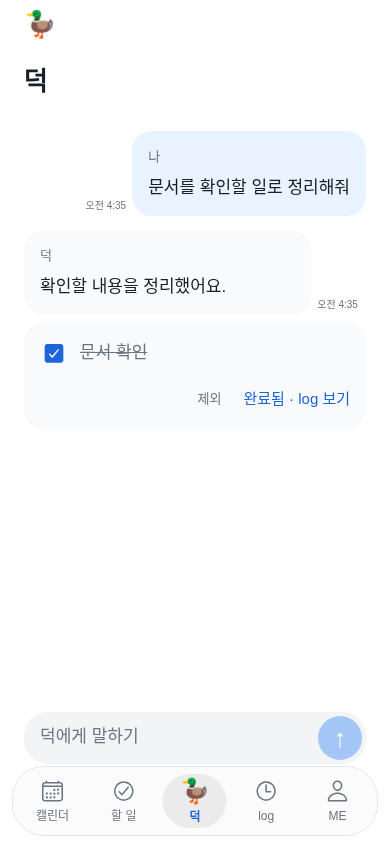 덕
나
문서를 확인할 일로 정리해줘
오전 4:35
덕
확인할 내용을 정리했어요.
오전 4:35
문서 확인
제외
완료됨 · log 보기
덕에게 말하기
↑
캘린더
할 일
덕
log
ME